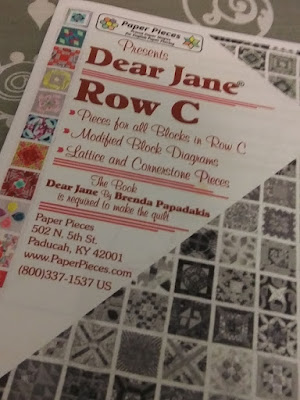 Paper Pieces
Presents
Dear Jane®
Row C
Pieces for all Blocks in Row C
Modified Block Diagrams
Lattice and Cornerstone Pieces
The Book
Dear Jane By Brenda Papadakis
is required to make the quilt
Paper Pieces
502 N. 5th St.
Paducah, KY 42001
www.PaperPieces.com
(800)337-1537 US